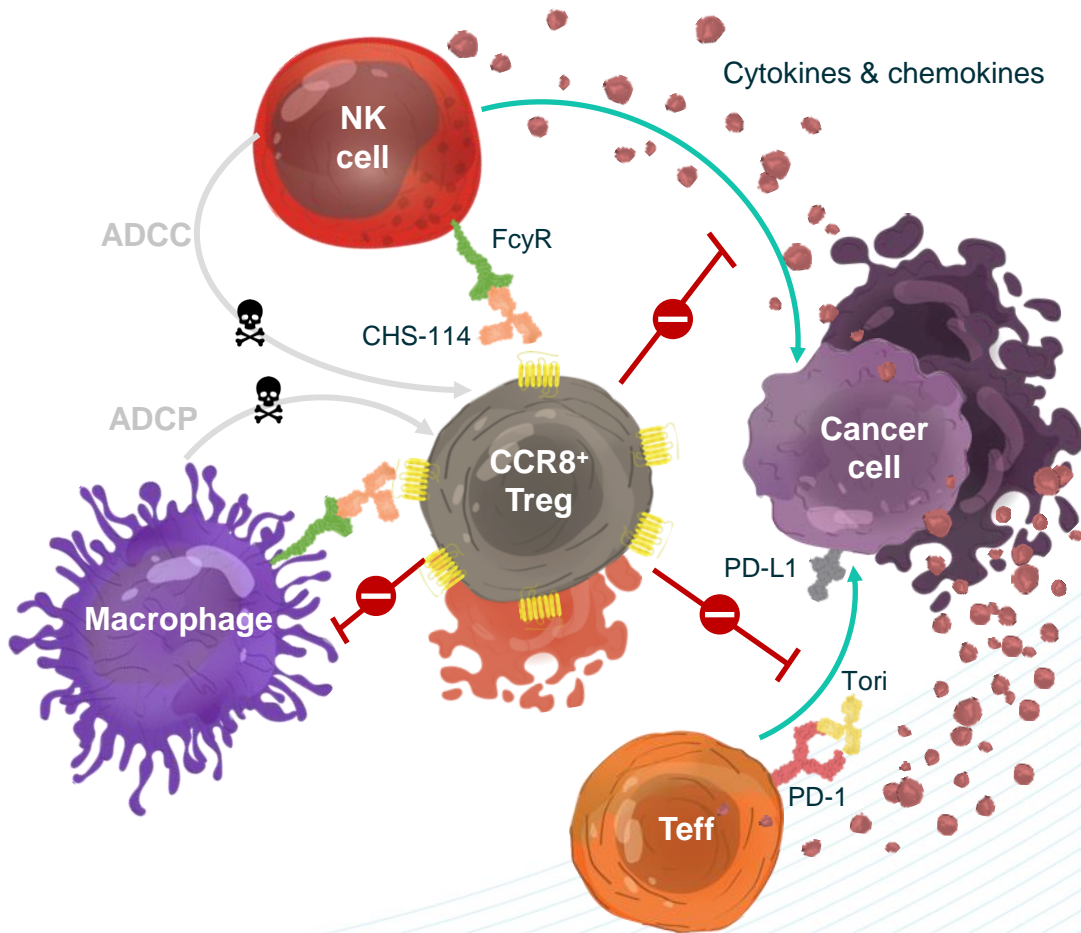 Cytokines & chemokines
NK
cell
ADCC
FcyR
CHS-114
ADCP
CCR8⁺
Treg
Cancer
cell
PD-L1
Macrophage
Tori
PD-1
Teff